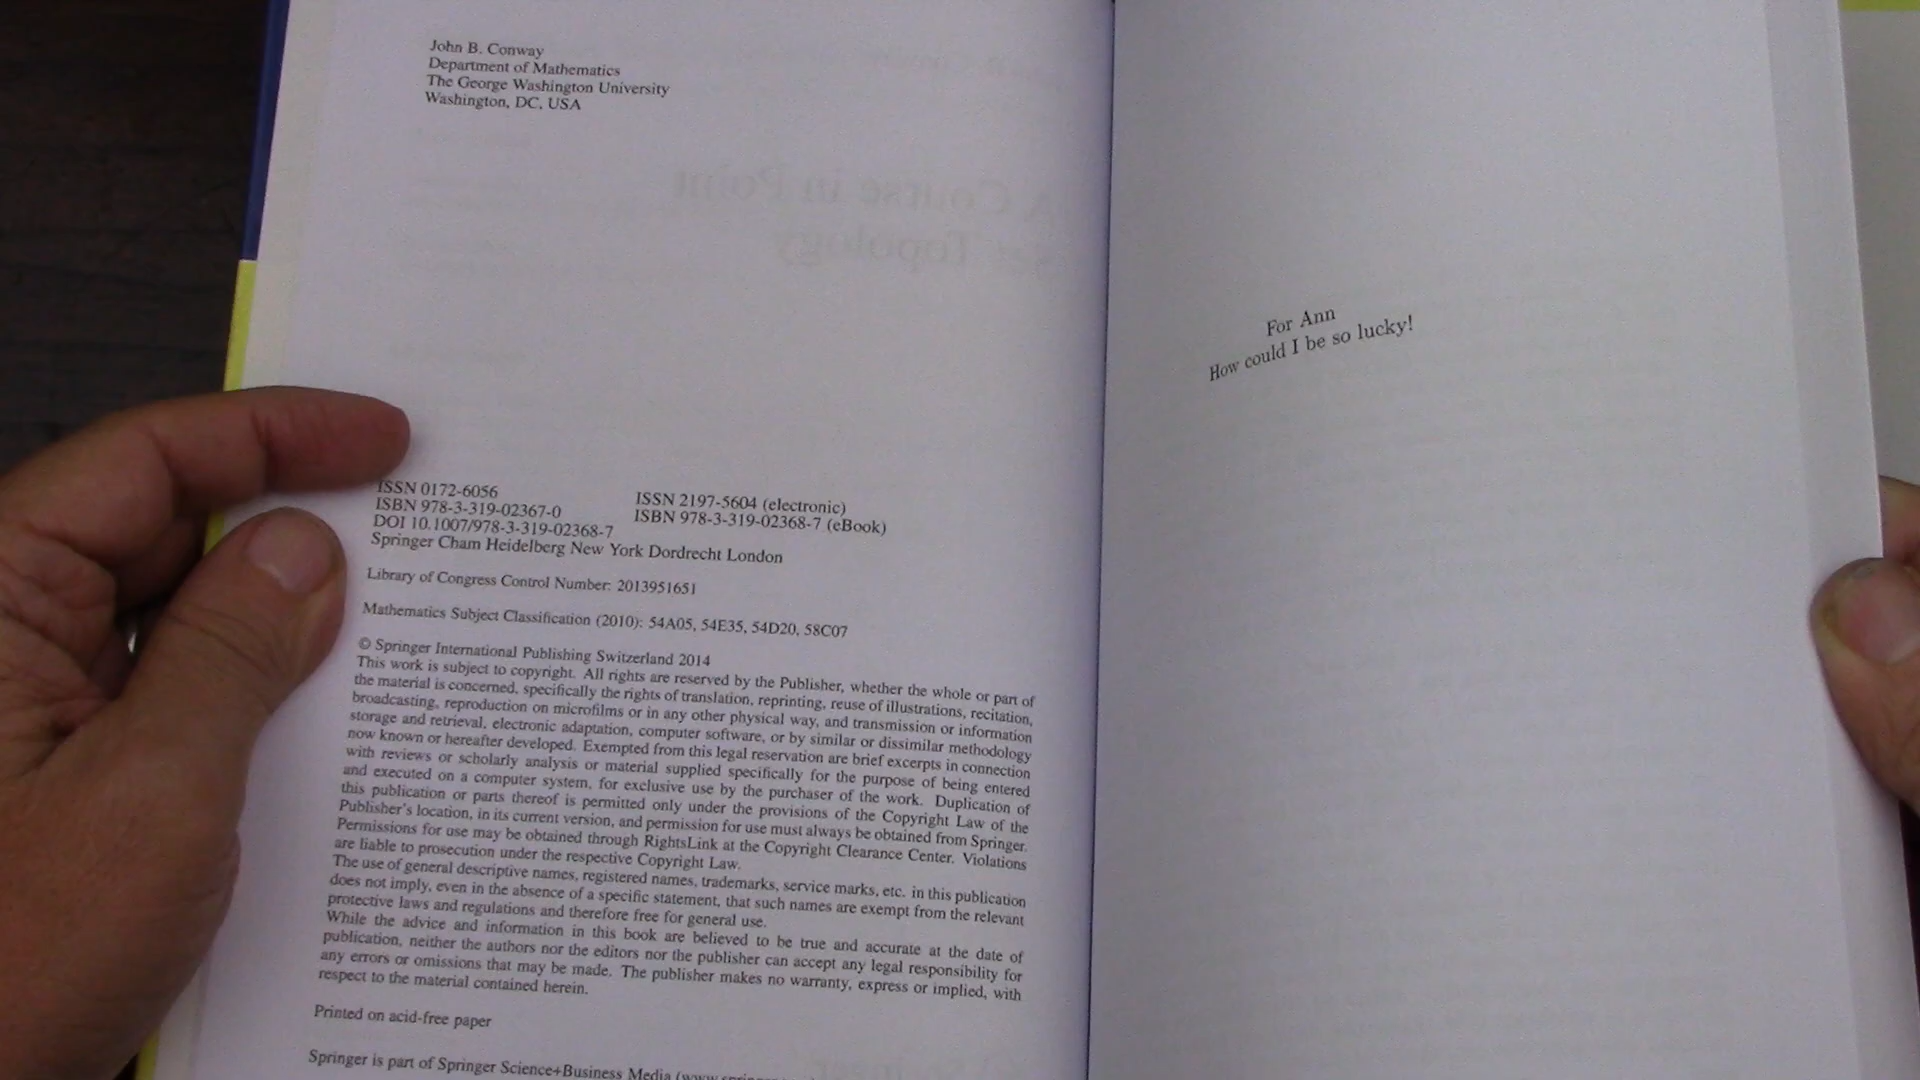 John B. Conway
Department of Mathematics
The George Washington University
Washington, DC, USA
A Course in Point
Set Topology
ISSN 0172-6056 ISSN 2197-5604 (electronic)
ISBN 978-3-319-02367-0 ISBN 978-3-319-02368-7 (eBook)
DOI 10.1007/978-3-319-02368-7
Springer Cham Heidelberg New York Dordrecht London
Library of Congress Control Number: 2013951651
Mathematics Subject Classification (2010): 54A05, 54E35, 54D20, 58C07
© Springer International Publishing Switzerland 2014
This work is subject to copyright. All rights are reserved by the Publisher, whether the whole or part of
the material is concerned, specifically the rights of translation, reprinting, reuse of illustrations, recitation,
broadcasting, reproduction on microfilms or in any other physical way, and transmission or information
storage and retrieval, electronic adaptation, computer software, or by similar or dissimilar methodology
now known or hereafter developed. Exempted from this legal reservation are brief excerpts in connection
with reviews or scholarly analysis or material supplied specifically for the purpose of being entered
and executed on a computer system, for exclusive use by the purchaser of the work. Duplication of
this publication or parts thereof is permitted only under the provisions of the Copyright Law of the
Publisher's location, in its current version, and permission for use must always be obtained from Springer.
Permissions for use may be obtained through RightsLink at the Copyright Clearance Center. Violations
are liable to prosecution under the respective Copyright Law.
The use of general descriptive names, registered names, trademarks, service marks, etc. in this publication
does not imply, even in the absence of a specific statement, that such names are exempt from the relevant
protective laws and regulations and therefore free for general use.
While the advice and information in this book are believed to be true and accurate at the date of
publication, neither the authors nor the editors nor the publisher can accept any legal responsibility for
any errors or omissions that may be made. The publisher makes no warranty, express or implied, with
respect to the material contained herein.
Printed on acid-free paper
Springer is part of Springer Science+Business Media
For Ann
How could I be so lucky!